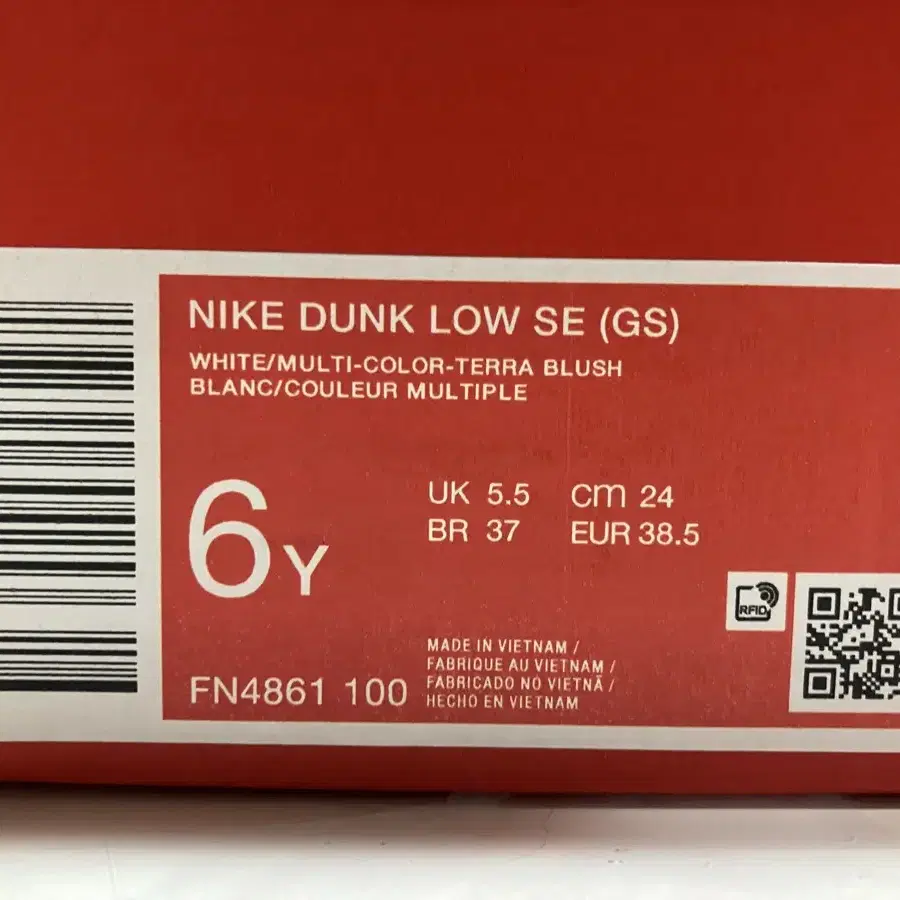 NIKE DUNK LOW SE (GS)
WHITE/MULTI-COLOR-TERRA BLUSH
BLANC/COULEUR MULTIPLE
6Y
UK 5.5 cm 24
BR 37 EUR 38.5
RFID
MADE IN VIETNAM /
FABRIQUE AU VIETNAM /
FABRICADO NO VIETNÃ /
HECHO EN VIETNAM
FN4861 100